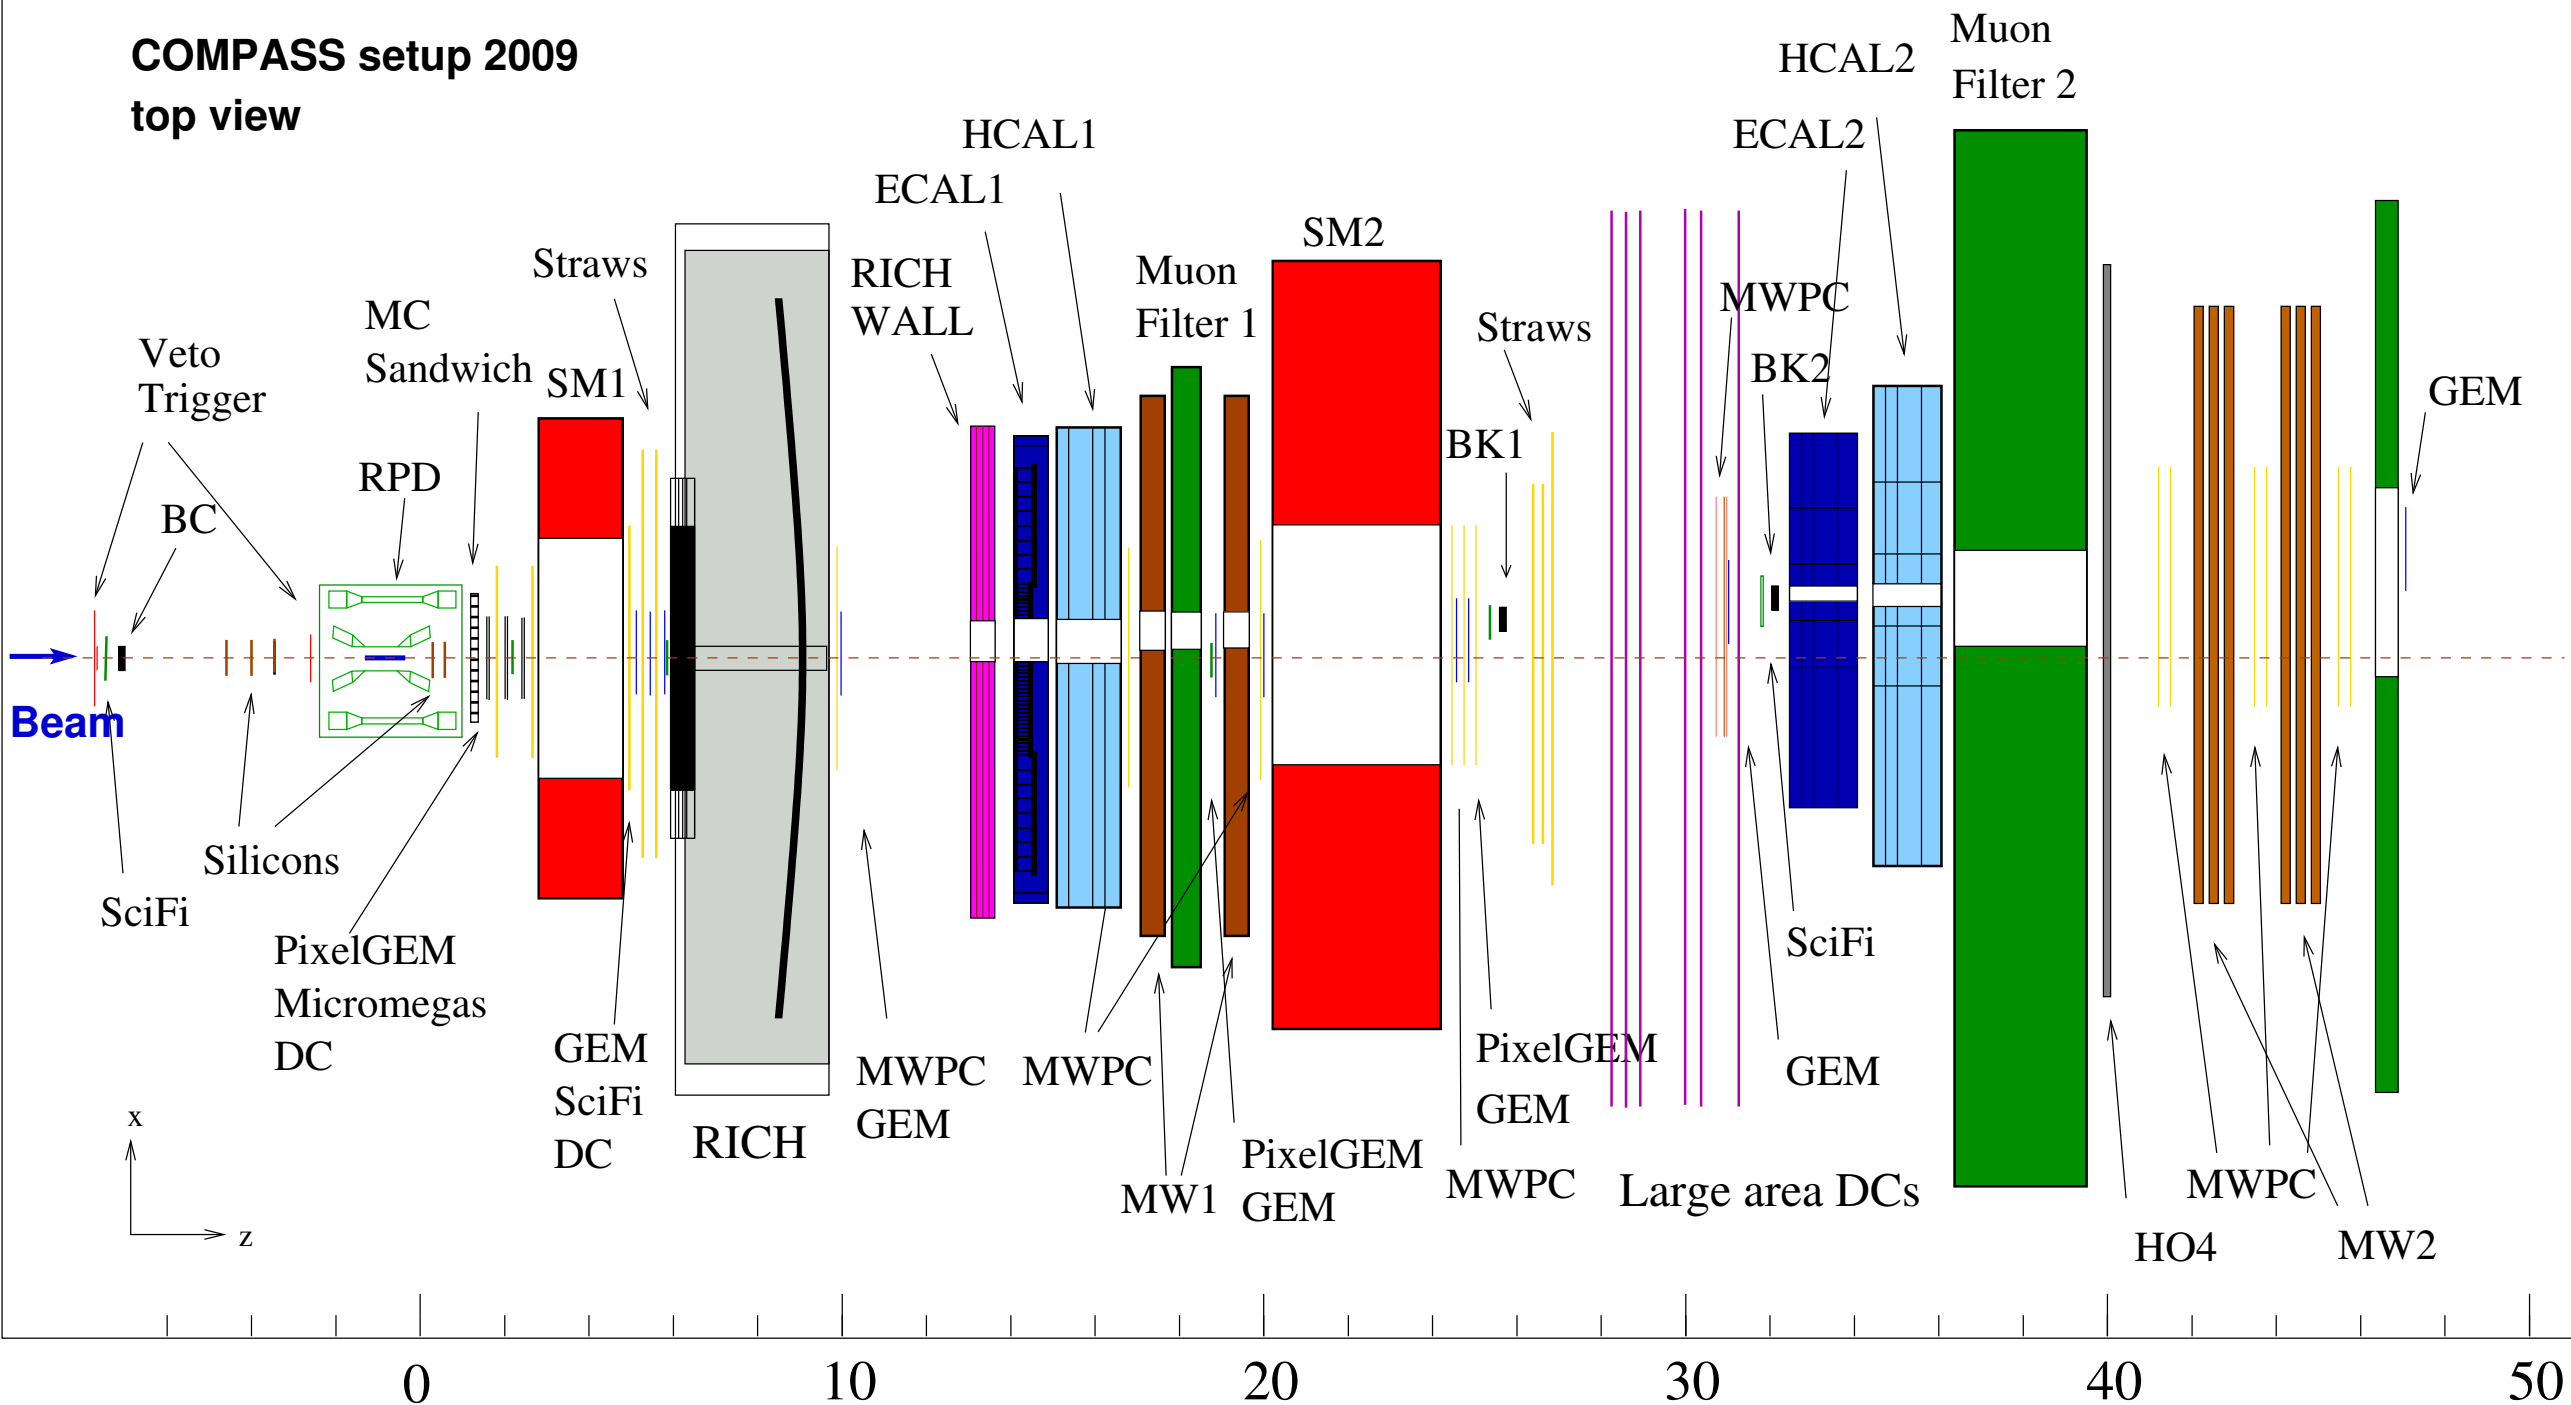 COMPASS setup 2009
top view
Muon
Filter 2
HCAL2
ECAL2
HCAL1
ECAL1
SM2
RICH
WALL
Muon
Filter 1
Straws
MC
Sandwich
SM1
Veto
Trigger
RPD
BC
Straws
MWPC
BK2
BK1
GEM
Beam
Silicons
SciFi
PixelGEM
Micromegas
DC
GEM
SciFi
DC
RICH
MWPC
GEM
MWPC
MW1
PixelGEM
GEM
PixelGEM
GEM
MWPC
Large area DCs
SciFi
GEM
MWPC
HO4
MW2
x
z
0
10
20
30
40
50